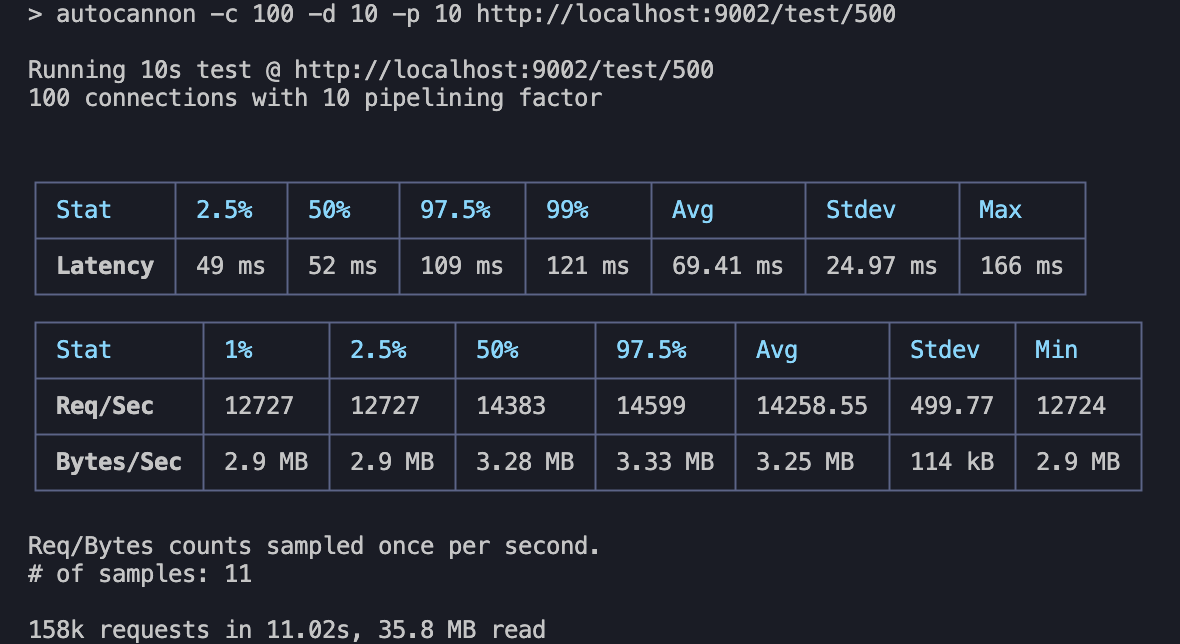 > autocannon -c 100 -d 10 -p 10 http://localhost:9002/test/500
Running 10s test @ http://localhost:9002/test/500
100 connections with 10 pipelining factor
Stat 2.5% 50% 97.5% 99% Avg Stdev Max
Latency 49 ms 52 ms 109 ms 121 ms 69.41 ms 24.97 ms 166 ms
Stat 1% 2.5% 50% 97.5% Avg Stdev Min
Req/Sec 12727 12727 14383 14599 14258.55 499.77 12724
Bytes/Sec 2.9 MB 2.9 MB 3.28 MB 3.33 MB 3.25 MB 114 kB 2.9 MB
Req/Bytes counts sampled once per second.
# of samples: 11
158k requests in 11.02s, 35.8 MB read